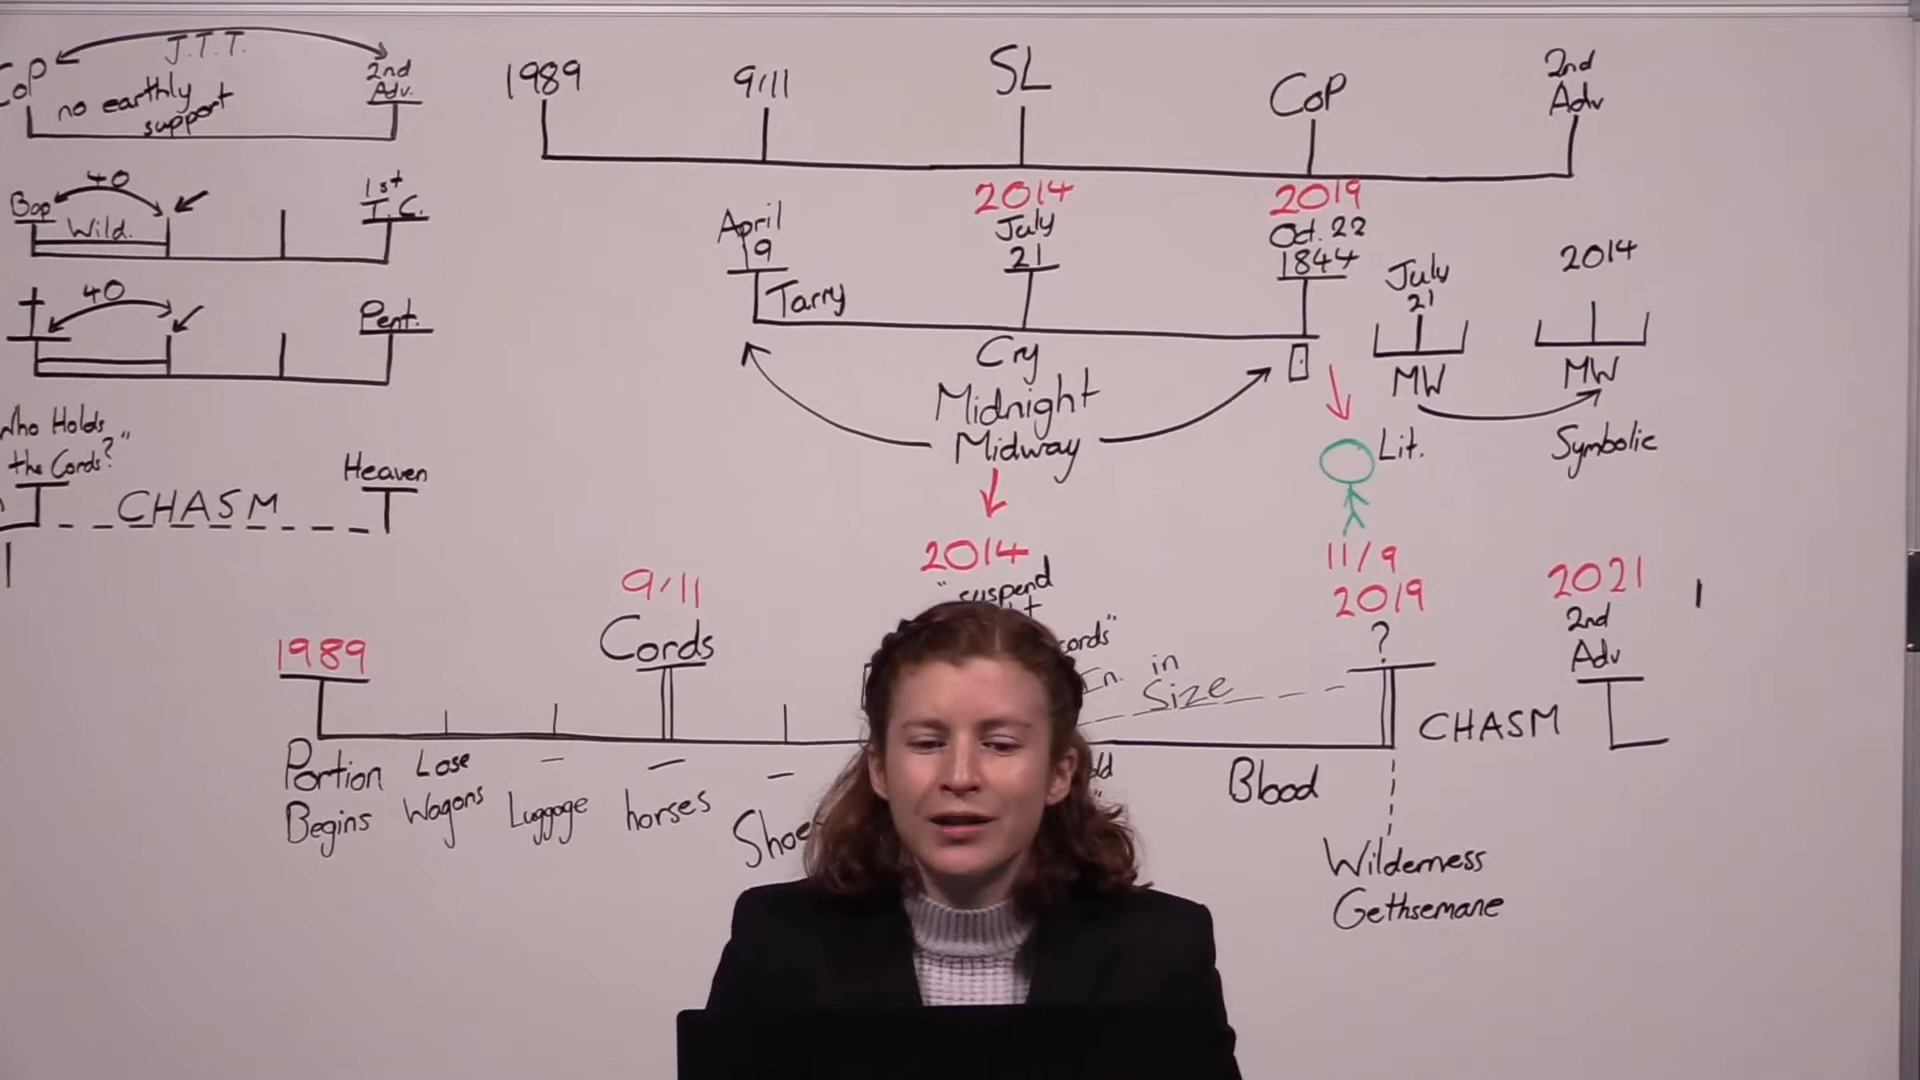 J.T.T.
CoP
2nd
Adv.
no earthly
support
1989
9/11
SL
CoP
2nd
Adv
40
Bap
Wild.
1st
T.C.
April
9
Tarry
2014
July
21
2019
Oct. 22
1844
July
21
MW
2014
MW
Symbolic
40
Pent.
Cry
Midnight
Midway
Lit.
Who Holds
the Cords?"
CHASM
Heaven
1989
9/11
Cords
2014
"suspend
cords"
In. in
Size
11/9
2019
?
2021
2nd
Adv
CHASM
Portion
Begins
Lose
Wagons
Luggage
horses
Blood
Wilderness
Gethsemane